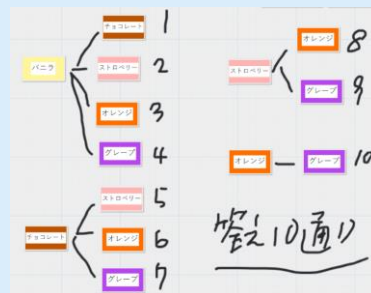 チョコレート 1
バニラ ストロベリー 2
オレンジ 3
グレープ 4
ストロベリー 5
チョコレート オレンジ 6
グレープ 7
オレンジ 8
ストロベリー
グレープ 9
オレンジ グレープ 10
答え 10通り